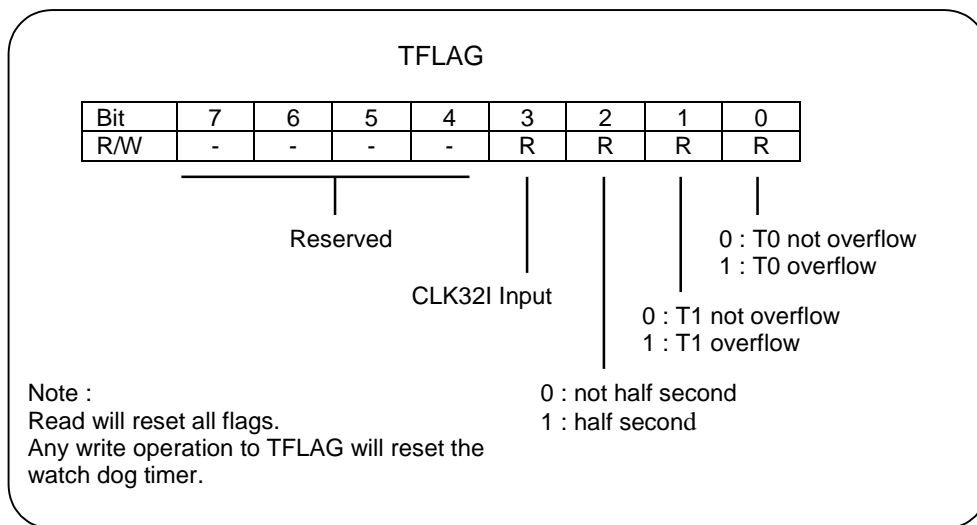 TFLAG
Bit 7 6 5 4 3 2 1 0
R/W - - - - R R R R
Reserved
CLK32I Input
0 : T0 not overflow
1 : T0 overflow
0 : T1 not overflow
1 : T1 overflow
0 : not half second
1 : half second
Note :
Read will reset all flags.
Any write operation to TFLAG will reset the
watch dog timer.